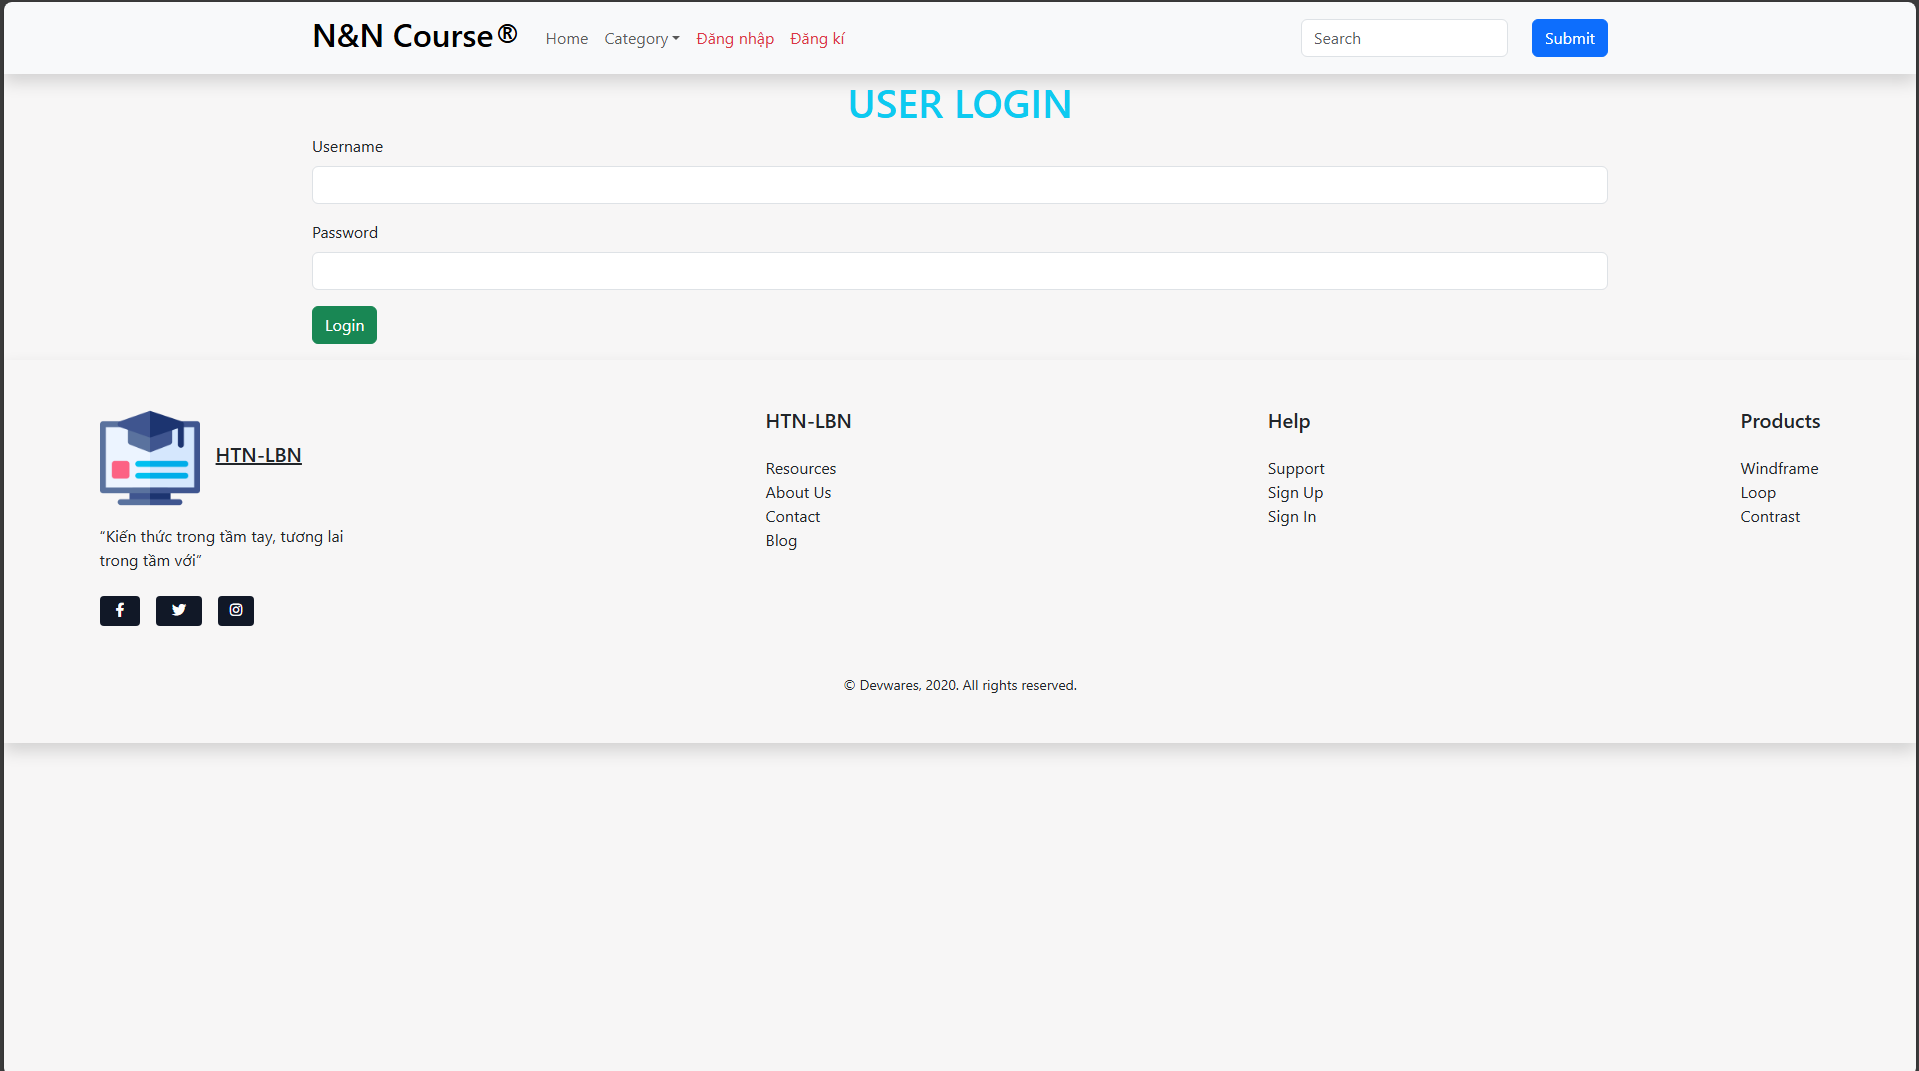 N&N Course®
Home Category Đăng nhập Đăng kí
Search Submit
USER LOGIN
Username
Password
Login
HTN-LBN
“Kiến thức trong tầm tay, tương lai
trong tầm với”
HTN-LBN
Resources
About Us
Contact
Blog
Help
Support
Sign Up
Sign In
Products
Windframe
Loop
Contrast
© Devwares, 2020. All rights reserved.